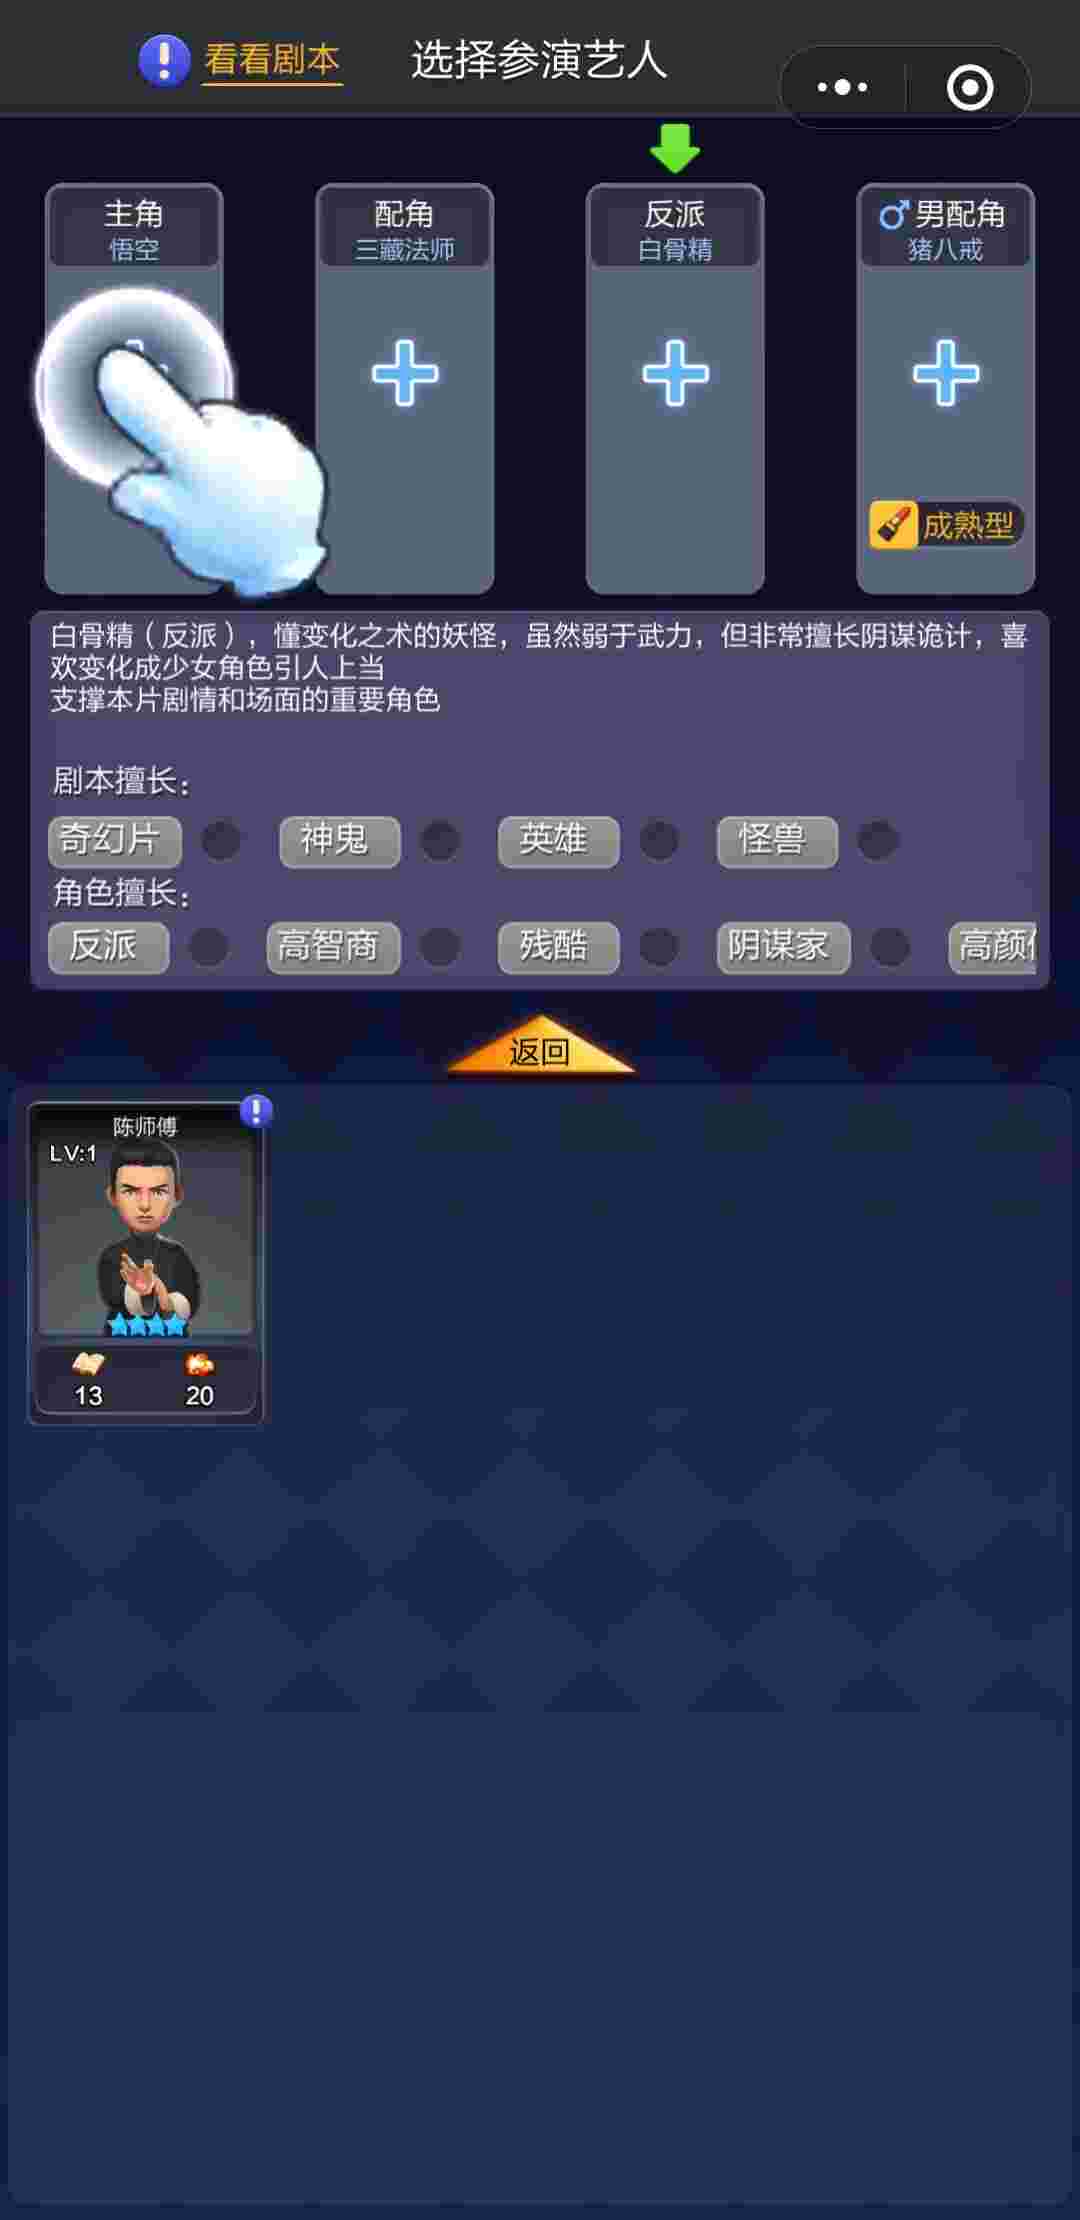 看看剧本
选择参演艺人
主角
悟空
配角
三藏法师
反派
白骨精
男配角
猪八戒
成熟型
白骨精（反派），懂变化之术的妖怪，虽然弱于武力，但非常擅长阴谋诡计，喜
欢变化成少女角色引人上当
支撑本片剧情和场面的重要角色
剧本擅长：
奇幻片 神鬼 英雄 怪兽
角色擅长：
反派 高智商 残酷 阴谋家 高颜
返回
陈师傅
LV:1
13 20